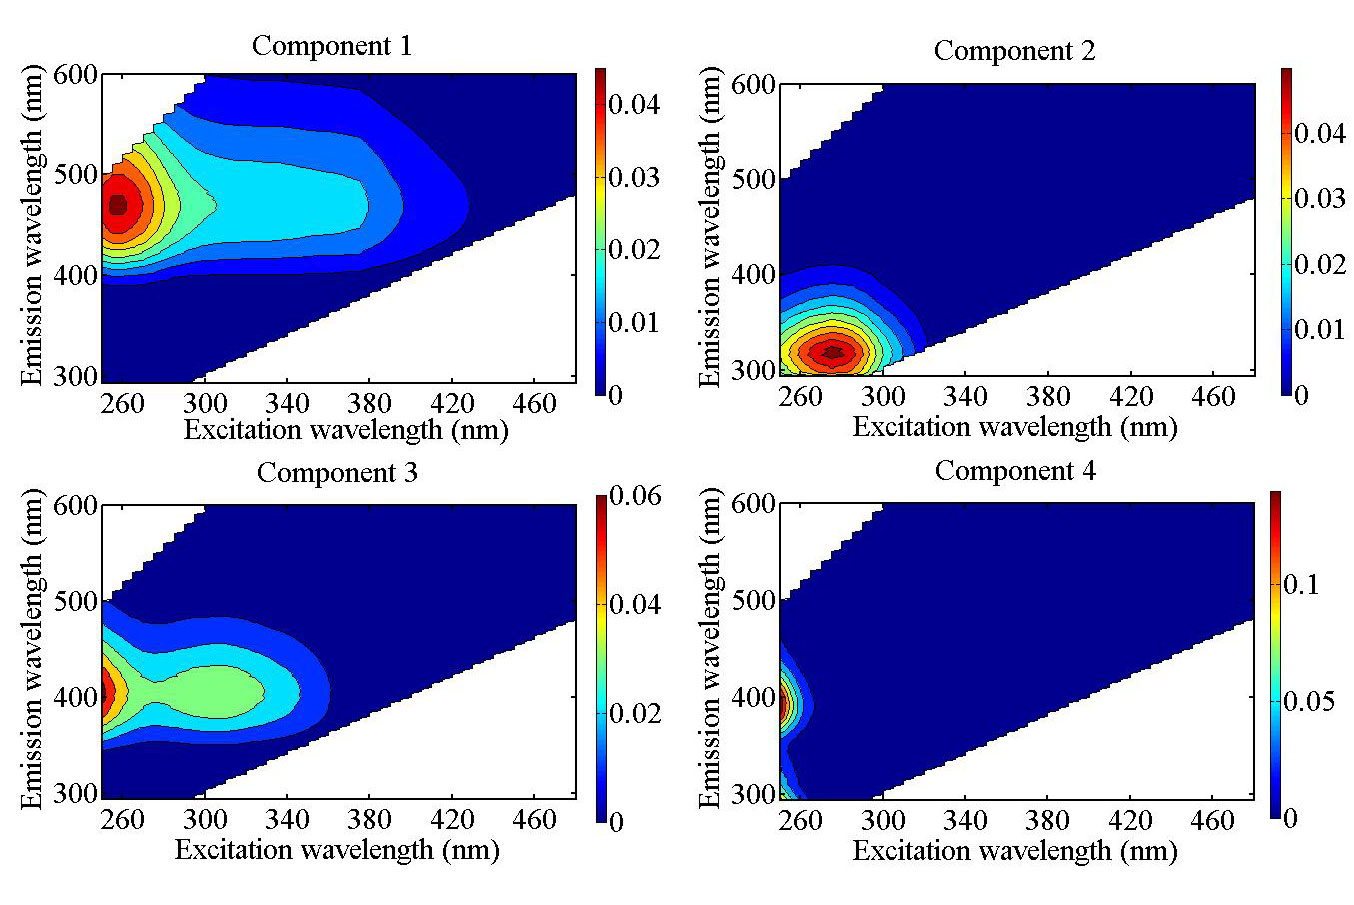 Component 1
Emission wavelength (nm)
600
500
400
300
260 300 340 380 420 460
Excitation wavelength (nm)
0.04
0.03
0.02
0.01
0
Component 2
Emission wavelength (nm)
600
500
400
300
260 300 340 380 420 460
Excitation wavelength (nm)
0.04
0.03
0.02
0.01
0
Component 3
Emission wavelength (nm)
600
500
400
300
260 300 340 380 420 460
Excitation wavelength (nm)
0.06
0.04
0.02
0
Component 4
Emission wavelength (nm)
600
500
400
300
260 300 340 380 420 460
Excitation wavelength (nm)
0.1
0.05
0